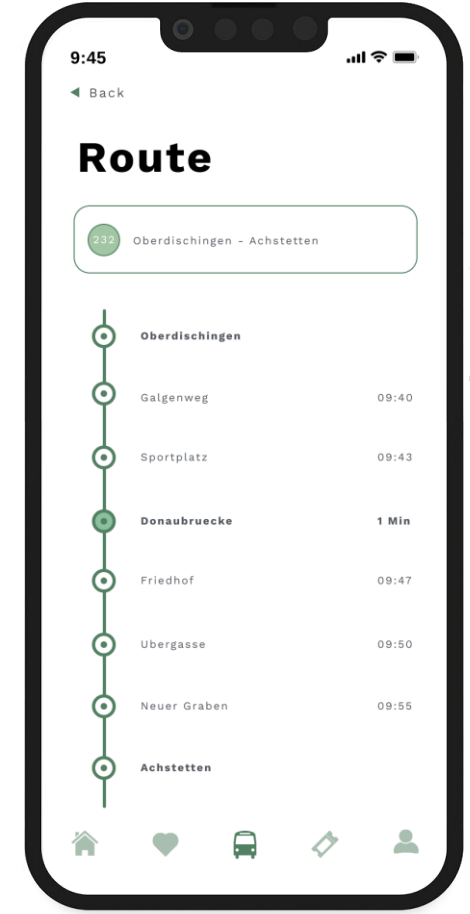 9:45
Back
Route
232 Oberdischingen - Achstetten
Oberdischingen
Galgenweg 09:40
Sportplatz 09:43
Donaubruecke 1 Min
Friedhof 09:47
Ubergasse 09:50
Neuer Graben 09:55
Achstetten